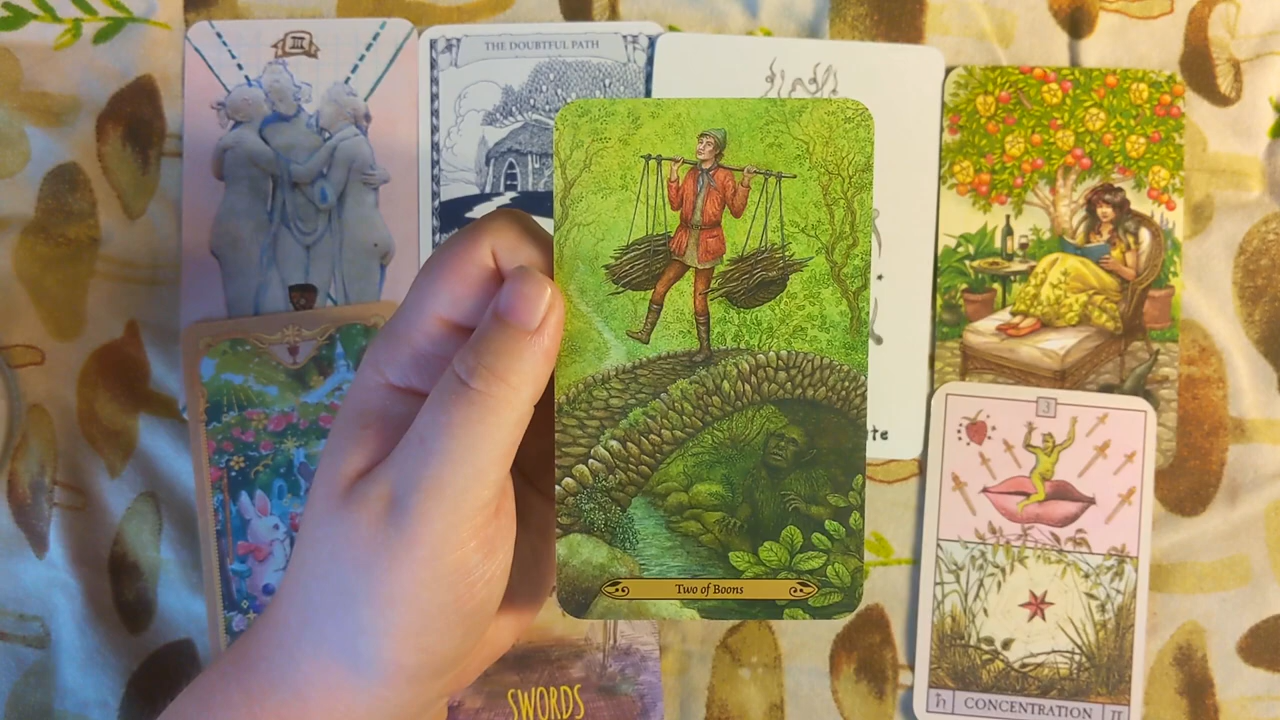 III
THE DOUBTFUL PATH
Two of Boons
3
SWORDS
CONCENTRATION